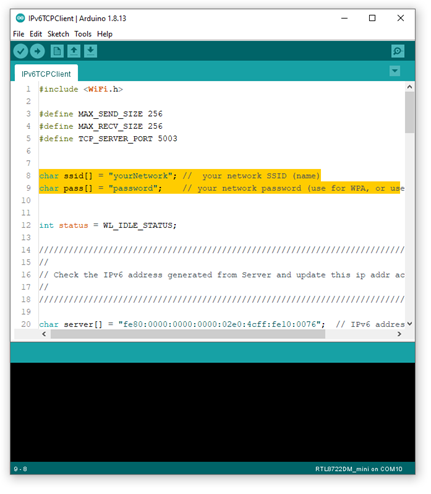 IPv6TCPClient | Arduino 1.8.13
File Edit Sketch Tools Help
IPv6TCPClient
1 #include <WiFi.h>
2
3 #define MAX_SEND_SIZE 256
4 #define MAX_RECV_SIZE 256
5 #define TCP_SERVER_PORT 5003
6
7
8 char ssid[] = "yourNetwork"; //  your network SSID (name)
9 char pass[] = "password";    // your network password (use for WPA, or use
10
11
12 int status = WL_IDLE_STATUS;
13
14 ////////////////////////////////////////////////////////////////////////////
15 //
16 // Check the IPv6 address generated from Server and update this ip addr ac
17 //
18 ////////////////////////////////////////////////////////////////////////////
19
20 char server[] = "fe80:0000:0000:0000:02e0:4cff:fe10:0076";  // IPv6 addres
9 - 8
RTL8722DM_mini on COM10